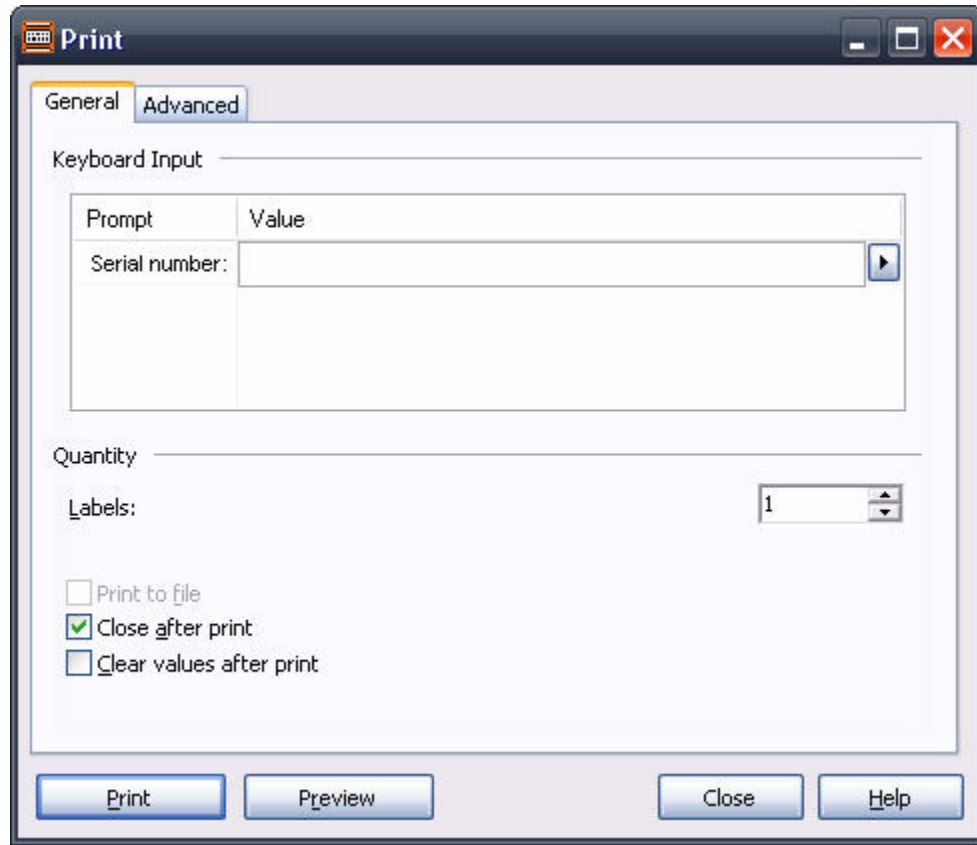 Print
General Advanced
Keyboard Input
Prompt Value
Serial number:
Quantity
Labels: 1
Print to file
Close after print
Clear values after print
Print Preview Close Help